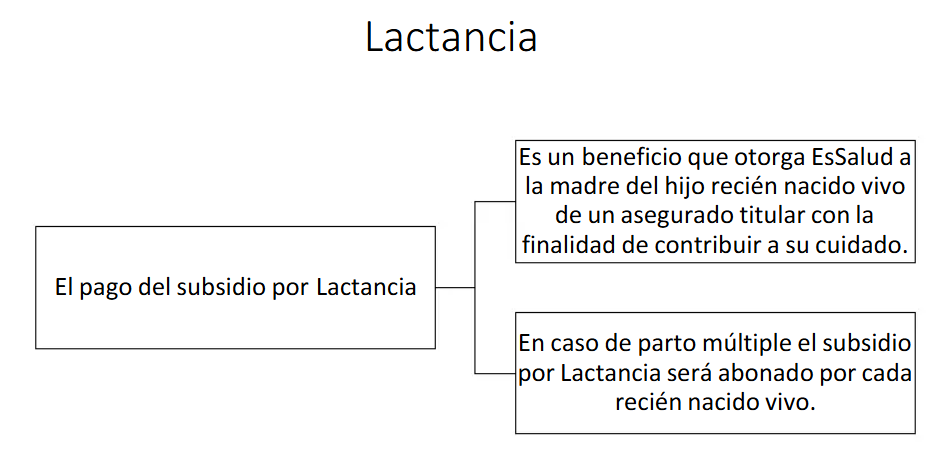 Lactancia
Es un beneficio que otorga EsSalud a
la madre del hijo recién nacido vivo
de un asegurado titular con la
finalidad de contribuir a su cuidado.
El pago del subsidio por Lactancia
En caso de parto múltiple el subsidio
por Lactancia será abonado por cada
recién nacido vivo.